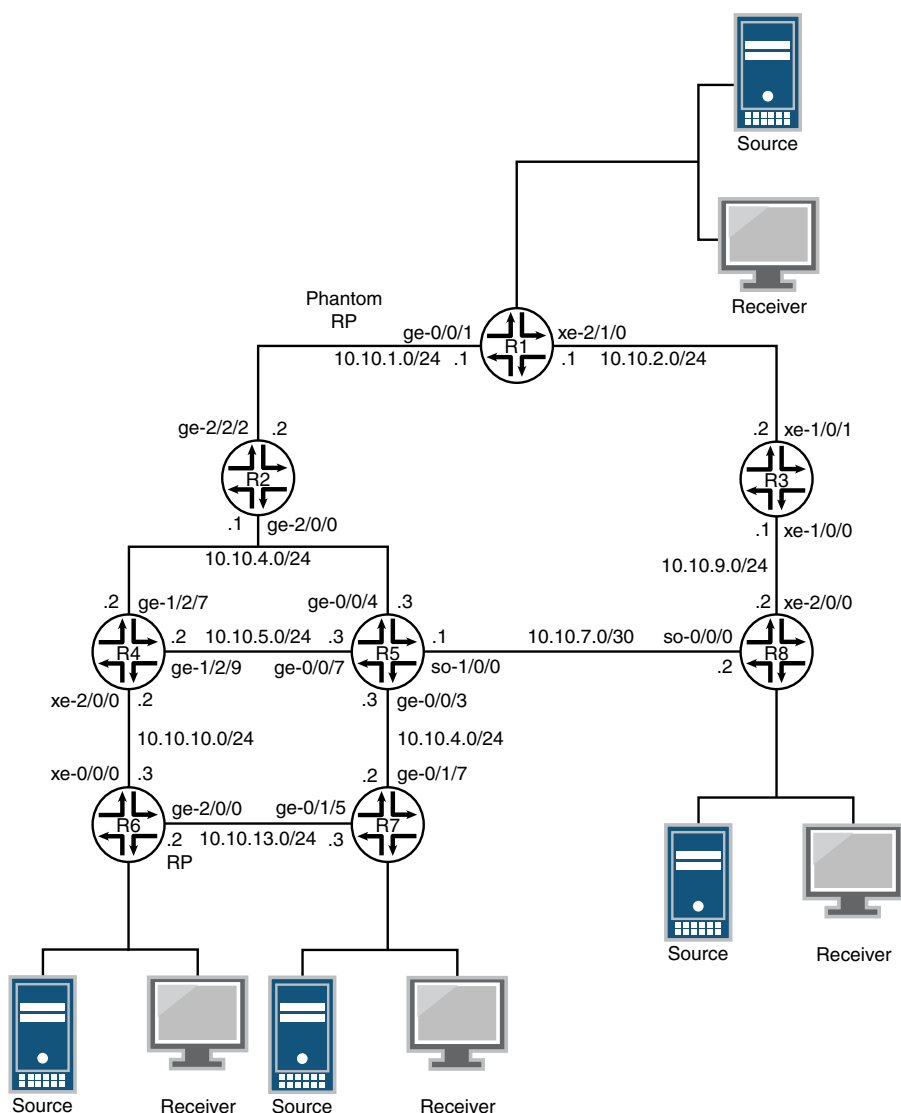 Source
Receiver
Phantom
RP
ge-0/0/1
R1
xe-2/1/0
10.10.1.0/24
.1
.1
10.10.2.0/24
ge-2/2/2
.2
.2
xe-1/0/1
R2
R3
.1
ge-2/0/0
.1
xe-1/0/0
10.10.4.0/24
10.10.9.0/24
.2
ge-1/2/7
ge-0/0/4
.3
.2
xe-2/0/0
.2
10.10.5.0/24
.3
.1
10.10.7.0/30
so-0/0/0
R4
R5
R8
ge-1/2/9
ge-0/0/7
so-1/0/0
.2
xe-2/0/0
.2
.3
ge-0/0/3
10.10.10.0/24
10.10.4.0/24
xe-0/0/0
.3
.2
ge-0/1/7
ge-2/0/0
ge-0/1/5
R6
R7
.2
10.10.13.0/24
.3
RP
Source
Receiver
Source
Receiver
Source
Receiver